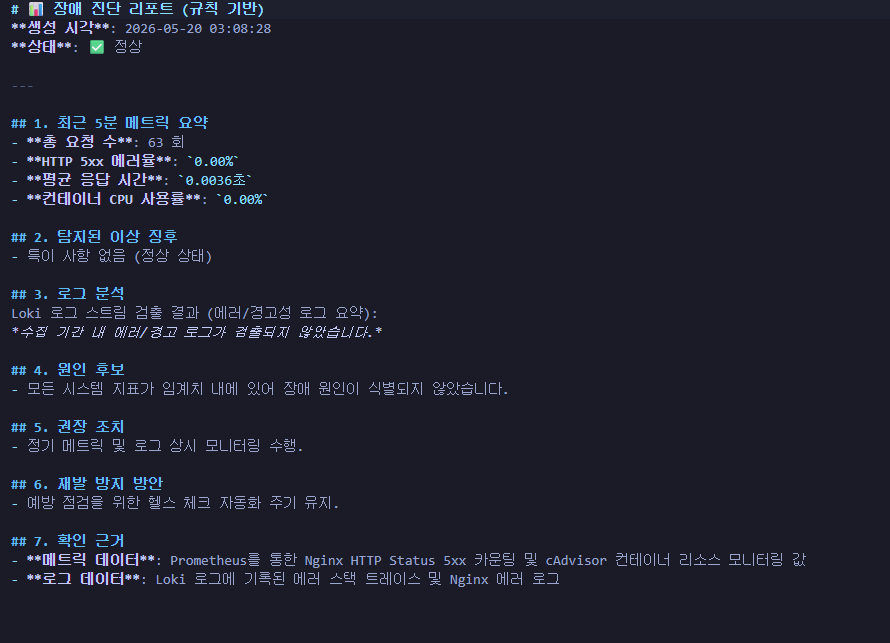 # 📊 장애 진단 리포트 (규칙 기반)
**생성 시각**: 2026-05-20 03:08:28
**상태**: ✅ 정상
---
## 1. 최근 5분 메트릭 요약
- **총 요청 수**: 63 회
- **HTTP 5xx 에러율**: `0.00%`
- **평균 응답 시간**: `0.0036초`
- **컨테이너 CPU 사용률**: `0.00%`
## 2. 탐지된 이상 징후
- 특이 사항 없음 (정상 상태)
## 3. 로그 분석
Loki 로그 스트림 검출 결과 (에러/경고성 로그 요약):
*수집 기간 내 에러/경고 로그가 검출되지 않았습니다.*
## 4. 원인 후보
- 모든 시스템 지표가 임계치 내에 있어 장애 원인이 식별되지 않았습니다.
## 5. 권장 조치
- 정기 메트릭 및 로그 상시 모니터링 수행.
## 6. 재발 방지 방안
- 예방 점검을 위한 헬스 체크 자동화 주기 유지.
## 7. 확인 근거
- **메트릭 데이터**: Prometheus를 통한 Nginx HTTP Status 5xx 카운팅 및 cAdvisor 컨테이너 리소스 모니터링 값
- **로그 데이터**: Loki 로그에 기록된 에러 스택 트레이스 및 Nginx 에러 로그